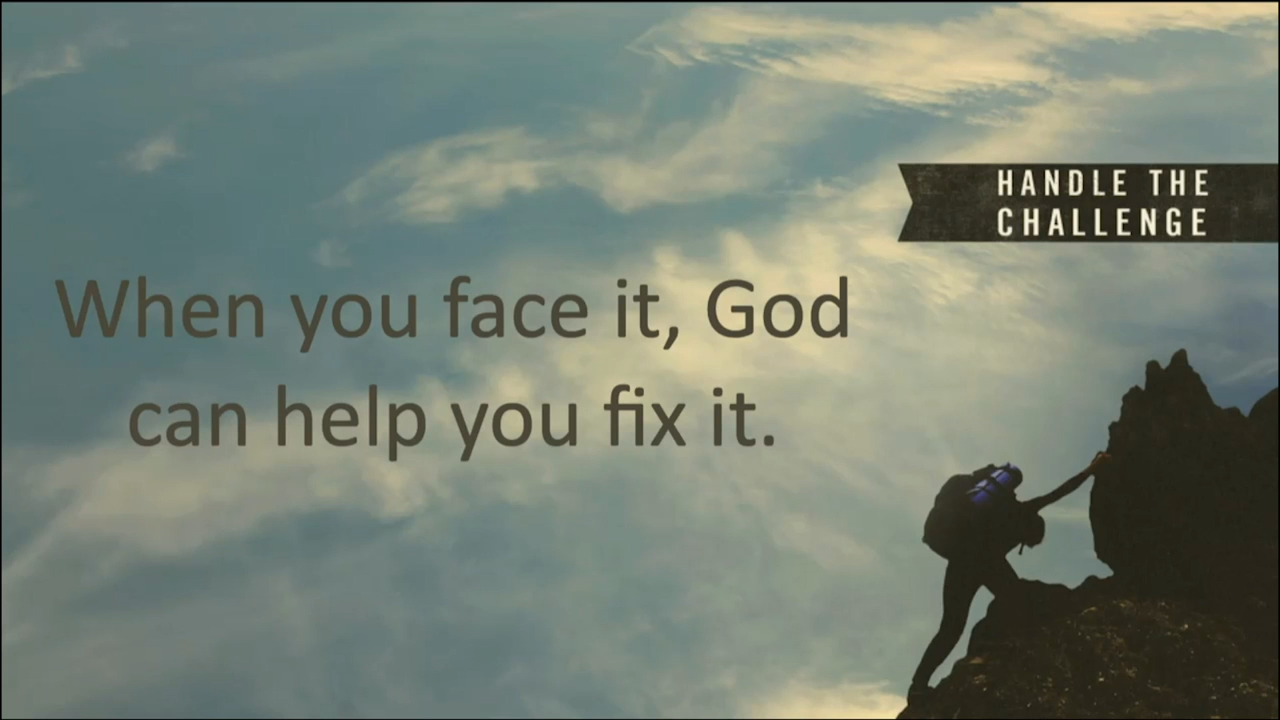 HANDLE THE
CHALLENGE
When you face it, God
can help you fix it.